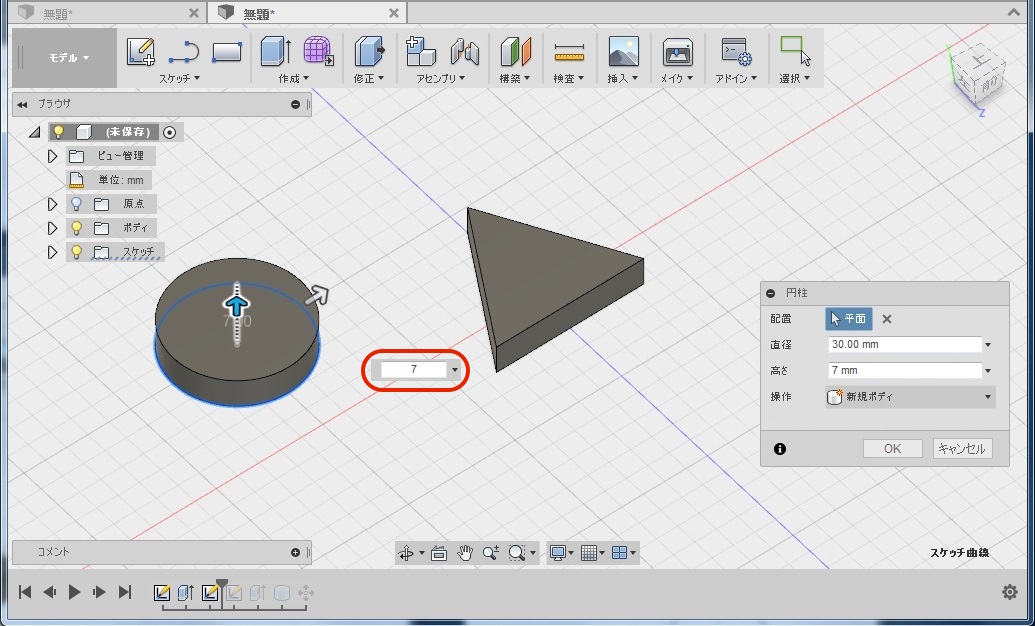 無題*
無題*
モデル
スケッチ
作成
修正
アセンブリ
構築
検査
挿入
メイク
アドイン
選択
ブラウザ
(未保存)
ビュー管理
単位: mm
原点
ボディ
スケッチ
Z
7
円柱
配置
平面
直径
30.00 mm
高さ
7 mm
操作
新規ボディ
OK
キャンセル
コメント
スケッチ曲線